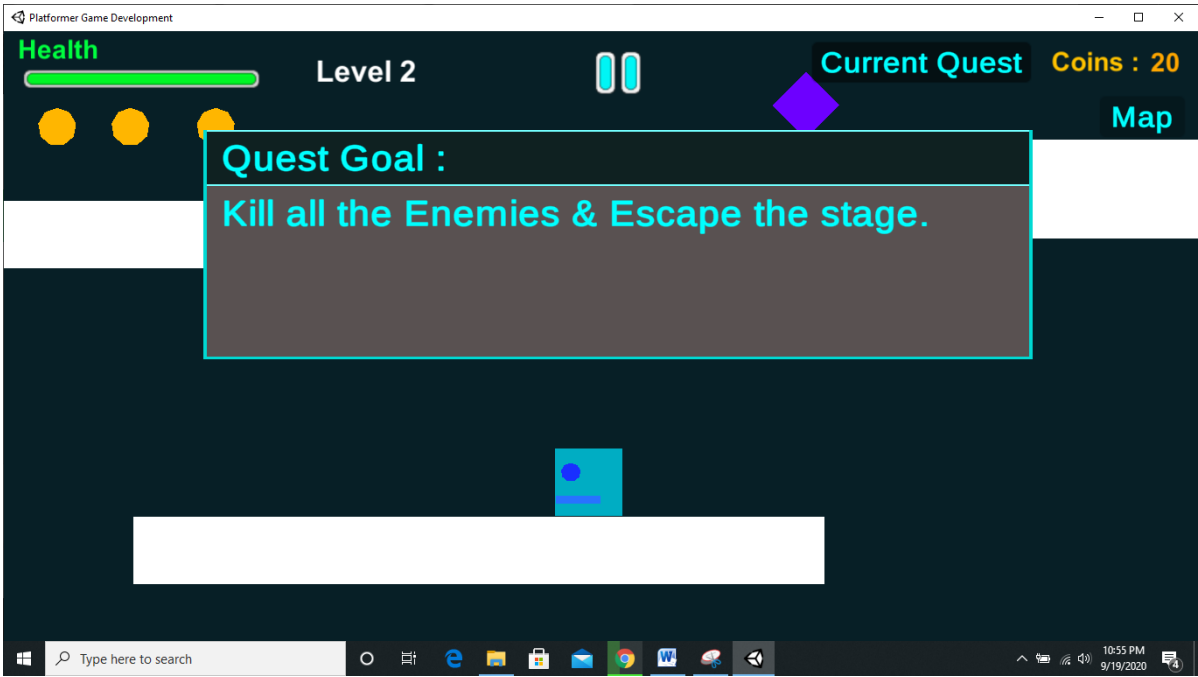 Platformer Game Development
Health
Level 2
Current Quest
Coins : 20
Map
Quest Goal :
Kill all the Enemies & Escape the stage.
Type here to search
10:55 PM
9/19/2020
4